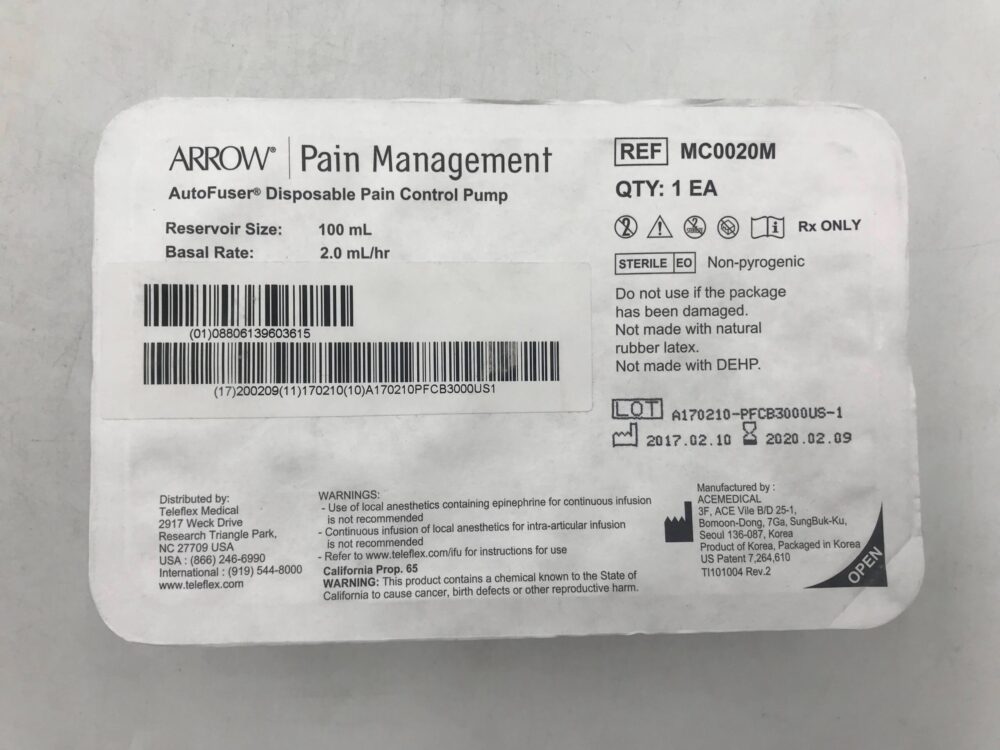 ARROW® Pain Management
AutoFuser® Disposable Pain Control Pump
Reservoir Size: 100 mL
Basal Rate: 2.0 mL/hr
(01)08806139603615
(17)200209(11)170210(10)A170210PFCB3000US1
REF MC0020M
QTY: 1 EA
Rx ONLY
STERILE EO Non-pyrogenic
Do not use if the package
has been damaged.
Not made with natural
rubber latex.
Not made with DEHP.
LOT A170210-PFCB3000US-1
2017.02.10 2020.02.09
Distributed by:
Teleflex Medical
2917 Weck Drive
Research Triangle Park,
NC 27709 USA
USA : (866) 246-6990
International : (919) 544-8000
www.teleflex.com
WARNINGS:
- Use of local anesthetics containing epinephrine for continuous infusion
is not recommended
- Continuous infusion of local anesthetics for intra-articular infusion
is not recommended
- Refer to www.teleflex.com/ifu for instructions for use
California Prop. 65
WARNING: This product contains a chemical known to the State of
California to cause cancer, birth defects or other reproductive harm.
Manufactured by :
ACEMEDICAL
3F, ACE Vile B/D 25-1,
Bomoon-Dong, 7Ga, SungBuk-Ku,
Seoul 136-087, Korea
Product of Korea, Packaged in Korea
US Patent 7,264,610
TI101004 Rev.2
OPEN